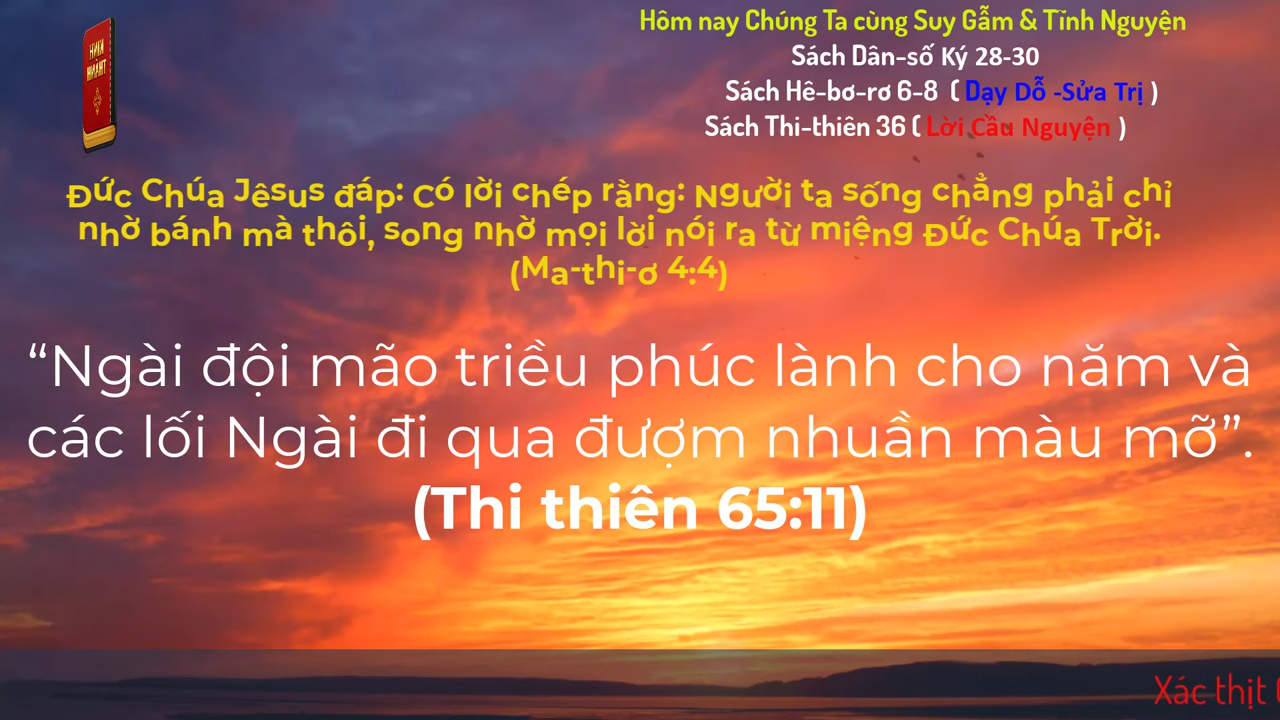 Hôm nay Chúng Ta cùng Suy Gẫm & Tĩnh Nguyện
Sách Dân-số Ký 28-30
Sách Hê-bơ-rơ 6-8 ( Dạy Dỗ -Sửa Trị )
Sách Thi-thiên 36 ( Lời Cầu Nguyện )
KINH
THÁNH
Đức Chúa Jêsus đáp: Có lời chép rằng: Người ta sống chẳng phải chỉ
nhờ bánh mà thôi, song nhờ mọi lời nói ra từ miệng Đức Chúa Trời.
(Ma-thi-ơ 4:4)
“Ngài đội mão triều phúc lành cho năm và
các lối Ngài đi qua đượm nhuần màu mỡ”.
(Thi thiên 65:11)
Xác thịt